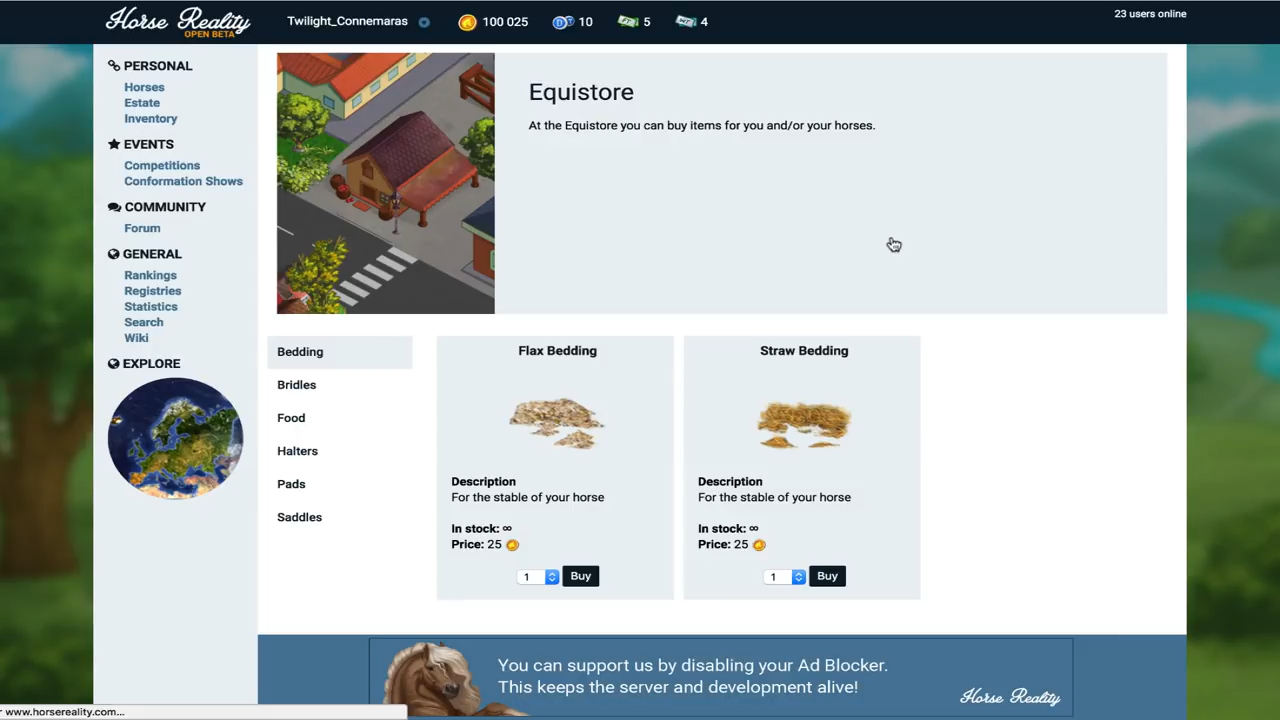 Horse Reality
OPEN BETA
Twilight_Connemaras
100 025
10
5
4
23 users online
PERSONAL
Horses
Estate
Inventory
EVENTS
Competitions
Conformation Shows
COMMUNITY
Forum
GENERAL
Rankings
Registries
Statistics
Search
Wiki
EXPLORE
Equistore
At the Equistore you can buy items for you and/or your horses.
Bedding
Bridles
Food
Halters
Pads
Saddles
Flax Bedding
Description
For the stable of your horse
In stock: ∞
Price: 25
1 Buy
Straw Bedding
Description
For the stable of your horse
In stock: ∞
Price: 25
1 Buy
You can support us by disabling your Ad Blocker.
This keeps the server and development alive!
Horse Reality
www.horsereality.com...